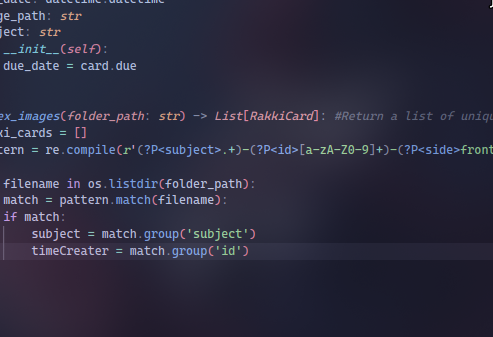 _date: datetime.datetime
ge_path: str
ject: str
__init__(self):
due_date = card.due
ex_images(folder_path: str) -> List[RakkiCard]: #Return a list of uniqu
ki_cards = []
tern = re.compile(r'(?P<subject>.+)-(?P<id>[a-zA-Z0-9]+)-(?P<side>front
filename in os.listdir(folder_path):
match = pattern.match(filename):
if match:
subject = match.group('subject')
timeCreater = match.group('id')